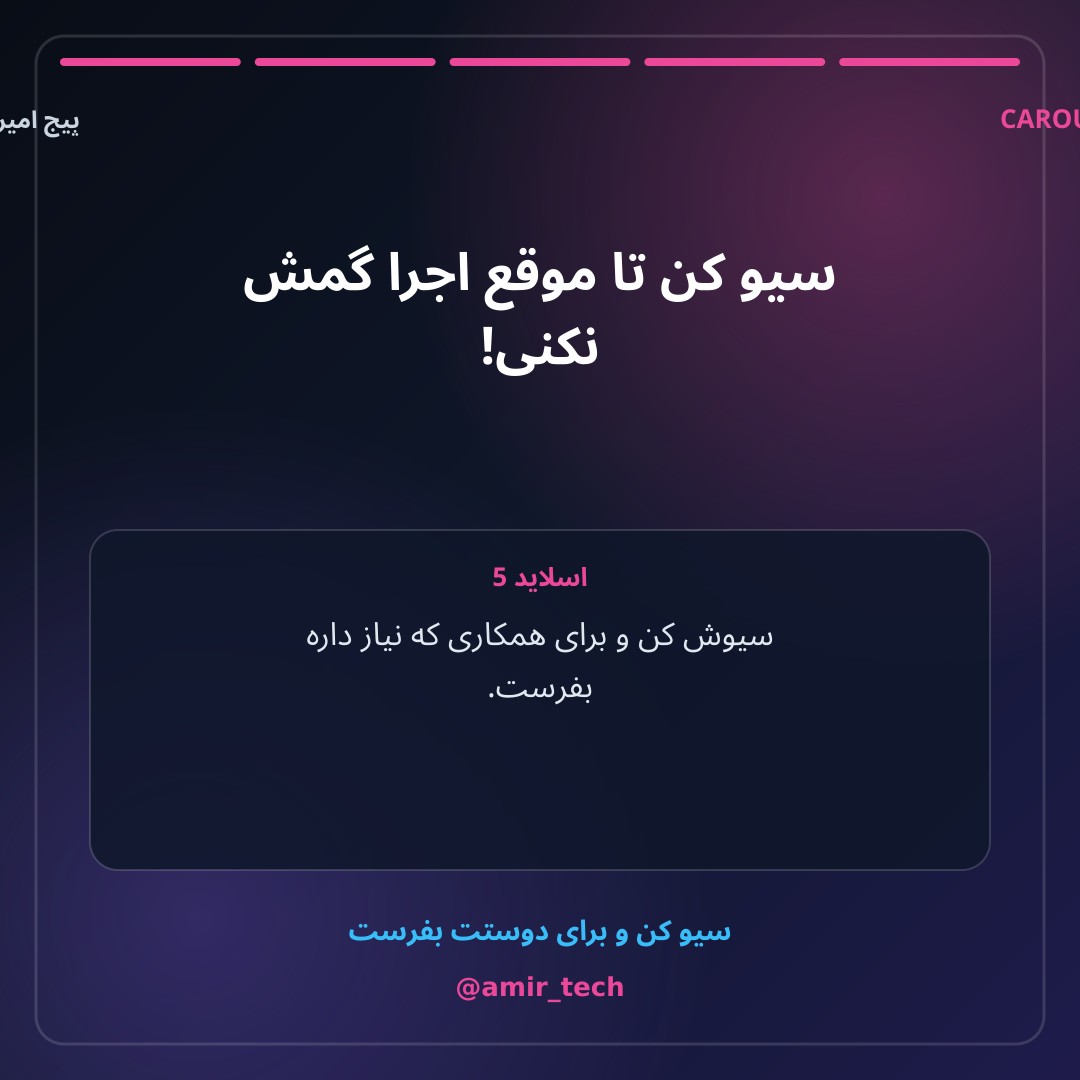 پیج امیر
CAROU
سیو کن تا موقع اجرا گمش
نکنی!
اسلاید 5
سیوش کن و برای همکاری که نیاز داره
بفرست.
سیو کن و برای دوستت بفرست
@amir_tech